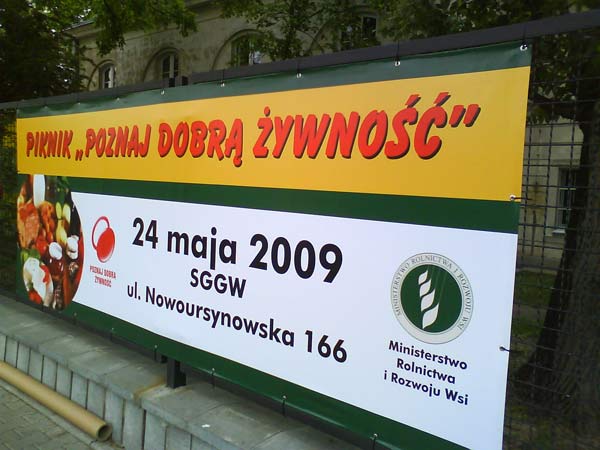 PIKNIK „POZNAJ DOBRĄ ŻYWNOŚĆ”
24 maja 2009
SGGW
ul. Nowoursynowska 166
POZNAJ DOBRĄ
ŻYWNOŚĆ
MINISTERSTWO ROLNICTWA I ROZWOJU WSI
Ministerstwo
Rolnictwa
i Rozwoju Wsi